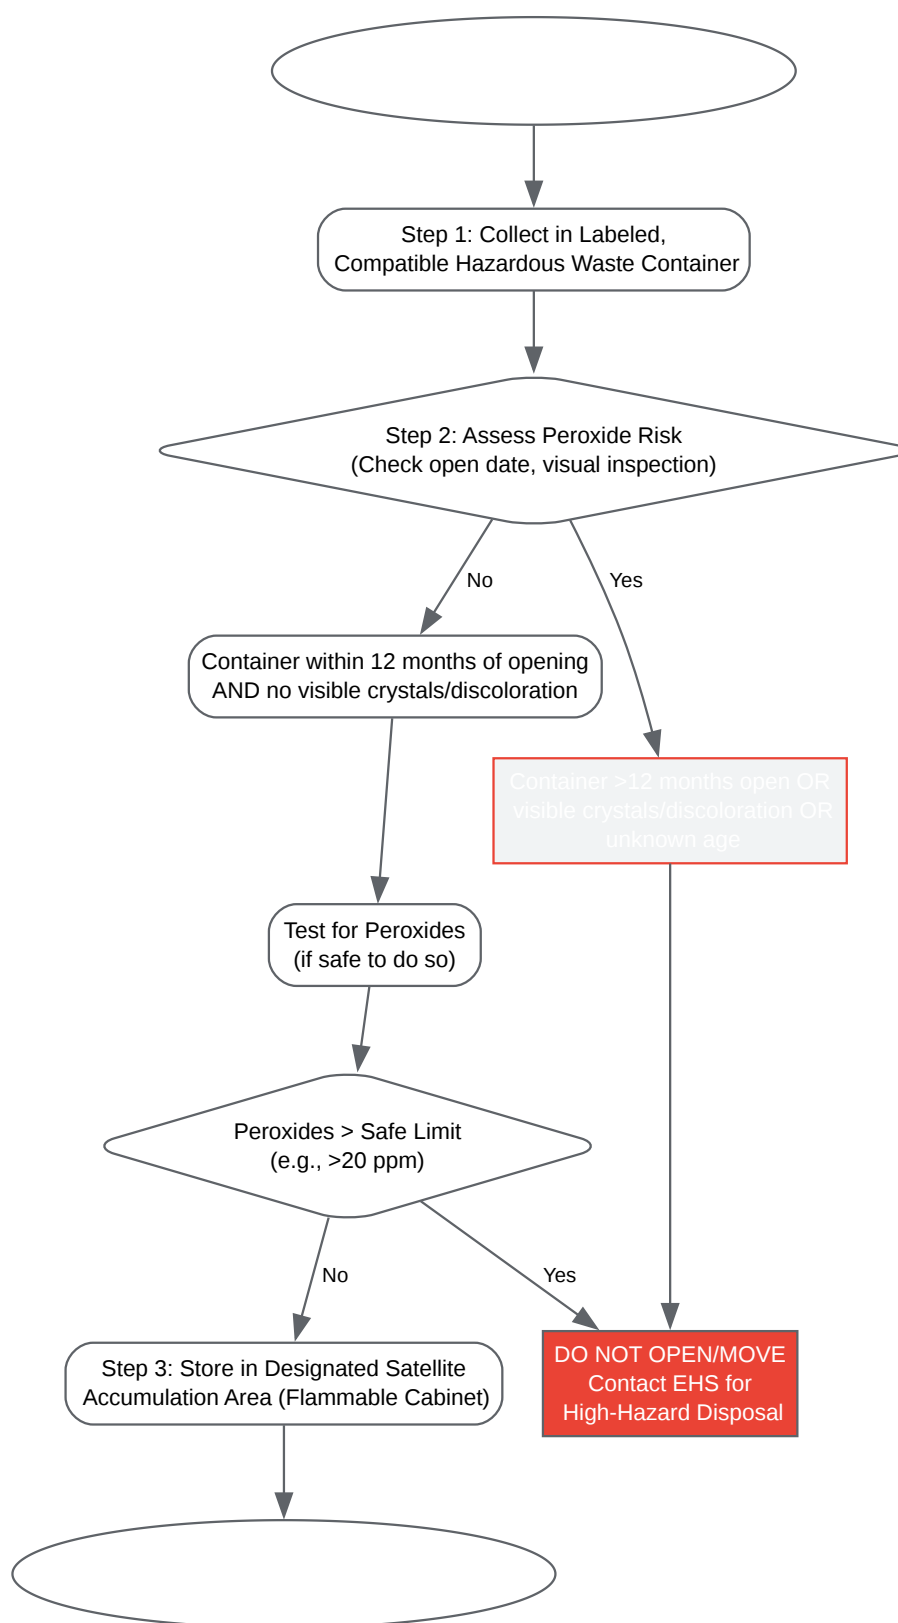 Step 1: Collect in Labeled,
Compatible Hazardous Waste Container
Step 2: Assess Peroxide Risk
(Check open date, visual inspection)
No
Yes
Container within 12 months of opening
AND no visible crystals/discoloration
Container >12 months open OR
visible crystals/discoloration OR
unknown age
Test for Peroxides
(if safe to do so)
Peroxides > Safe Limit
(e.g., >20 ppm)
No
Yes
Step 3: Store in Designated Satellite
Accumulation Area (Flammable Cabinet)
DO NOT OPEN/MOVE
Contact EHS for
High-Hazard Disposal